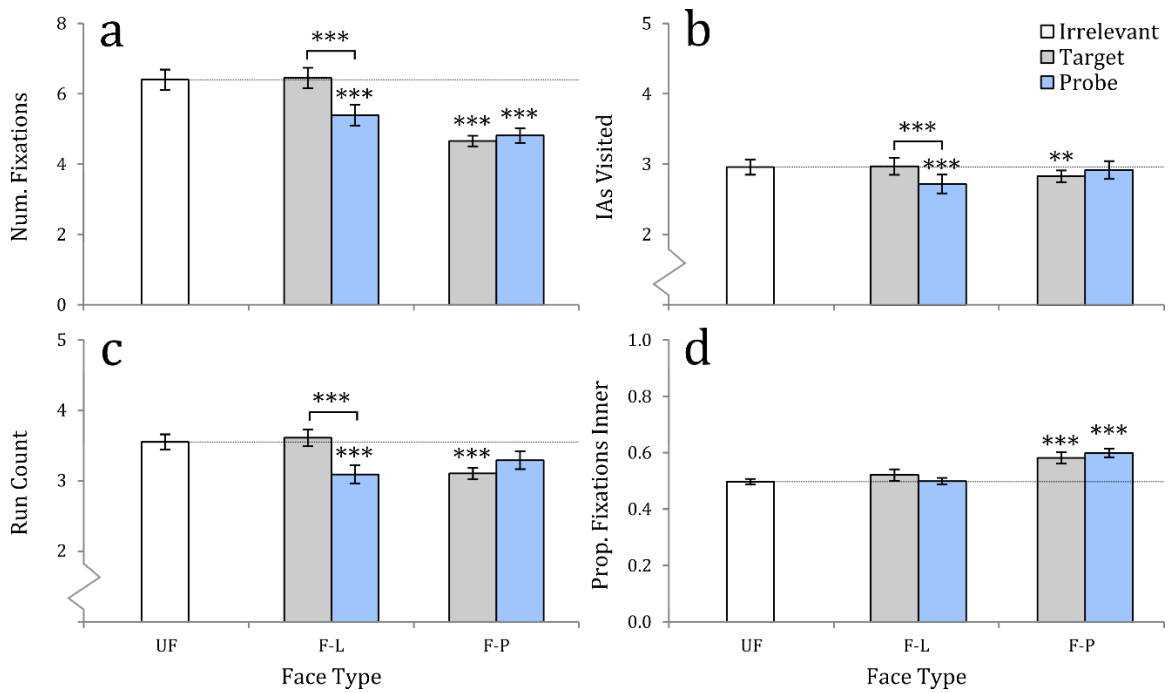 a
Num. Fixations
8
6
4
2
0
***
***
***
***
b
Irrelevant
Target
Probe
IAs Visited
5
4
3
2
***
***
**
c
Run Count
5
4
3
2
***
***
***
UF
F-L
F-P
Face Type
d
Prop. Fixations Inner
1.0
0.8
0.6
0.4
0.2
0.0
***
***
UF
F-L
F-P
Face Type